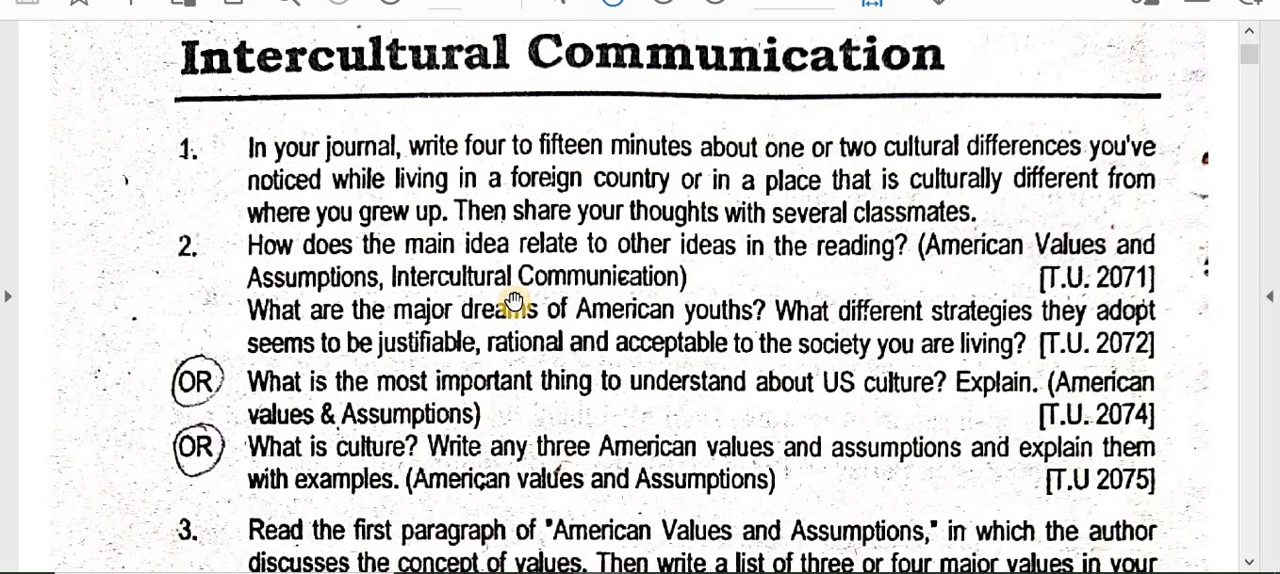 Intercultural Communication
1. In your journal, write four to fifteen minutes about one or two cultural differences you've
noticed while living in a foreign country or in a place that is culturally different from
where you grew up. Then share your thoughts with several classmates.
2. How does the main idea relate to other ideas in the reading? (American Values and
Assumptions, Intercultural Communication) [T.U. 2071]
What are the major dreams of American youths? What different strategies they adopt
seems to be justifiable, rational and acceptable to the society you are living? [T.U. 2072]
OR What is the most important thing to understand about US culture? Explain. (American
values & Assumptions) [T.U. 2074]
OR What is culture? Write any three American values and assumptions and explain them
with examples. (American values and Assumptions) [T.U 2075]
3. Read the first paragraph of "American Values and Assumptions," in which the author
discusses the concept of values. Then write a list of three or four major values in your